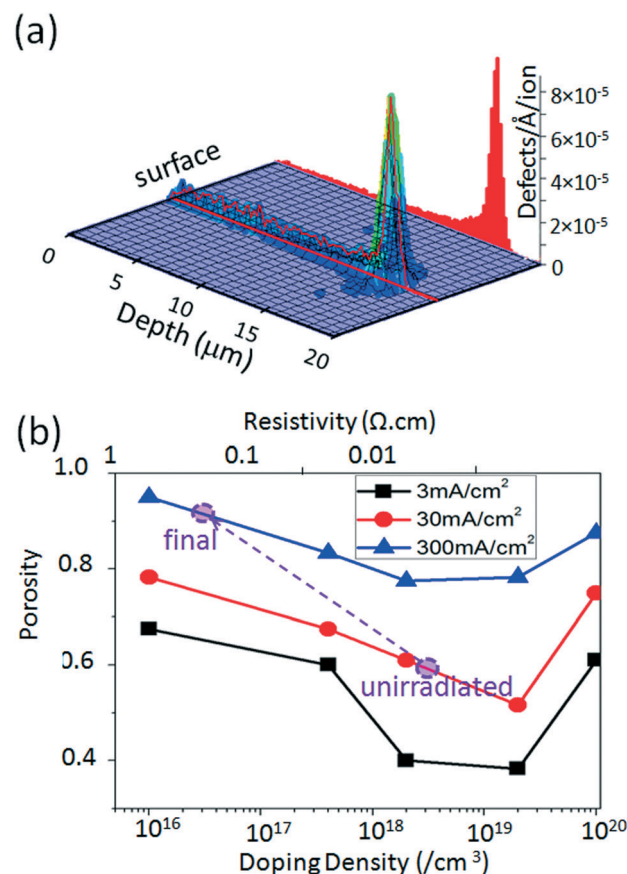 (a)
surface
Defects/Å/ion
8×10⁻⁵
6×10⁻⁵
4×10⁻⁵
2×10⁻⁵
0
0
5
10
15
20
Depth (μm)
(b)
Resistivity (Ω.cm)
1 0.1 0.01
1.0
0.8
0.6
0.4
Porosity
3mA/cm²
30mA/cm²
300mA/cm²
final
unirradiated
10¹⁶ 10¹⁷ 10¹⁸ 10¹⁹ 10²⁰
Doping Density (/cm³)